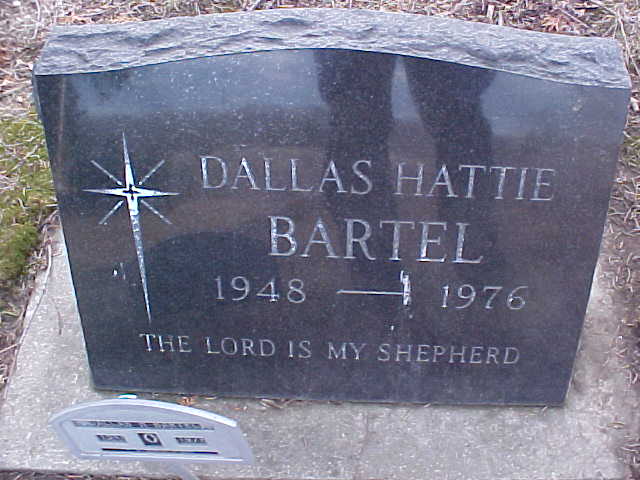 DALLAS HATTIE
BARTEL
1948 — 1976
THE LORD IS MY SHEPHERD